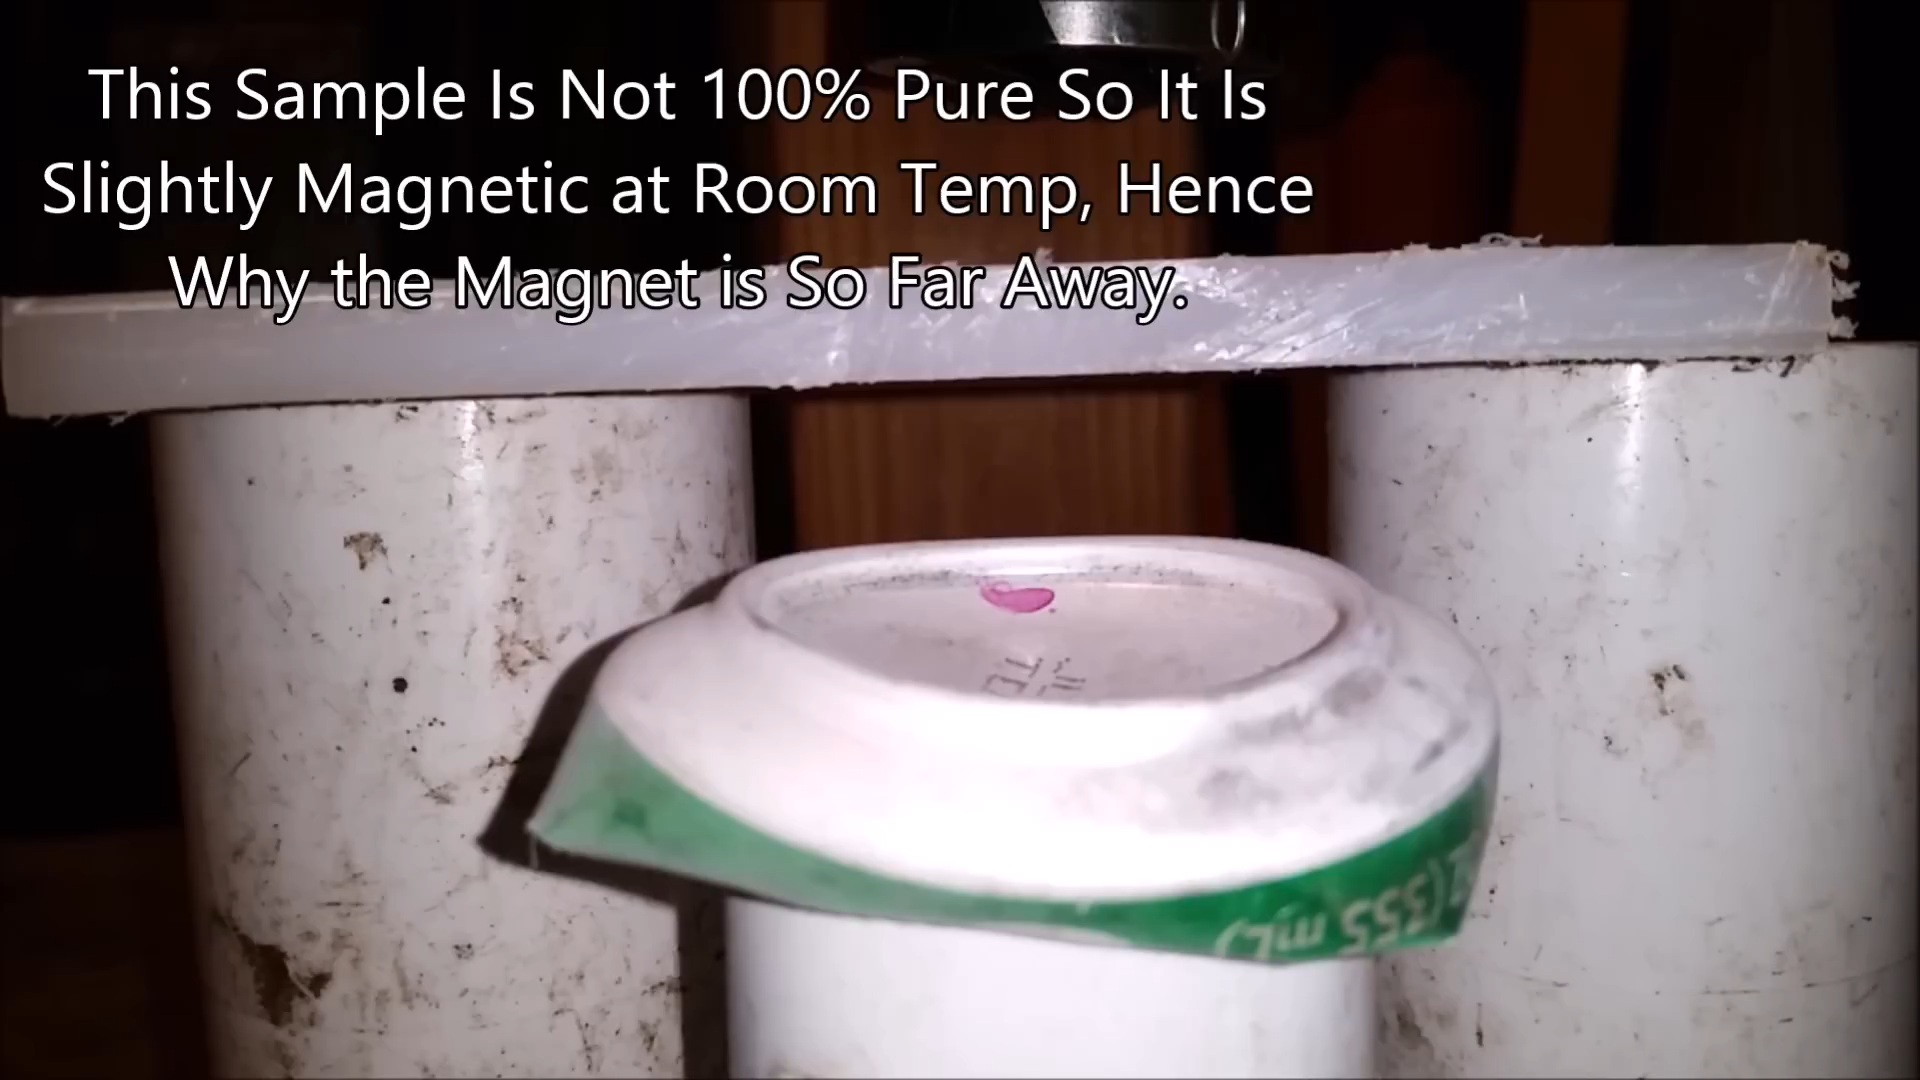 This Sample Is Not 100% Pure So It Is
Slightly Magnetic at Room Temp, Hence
Why the Magnet is So Far Away.
(355 mL)